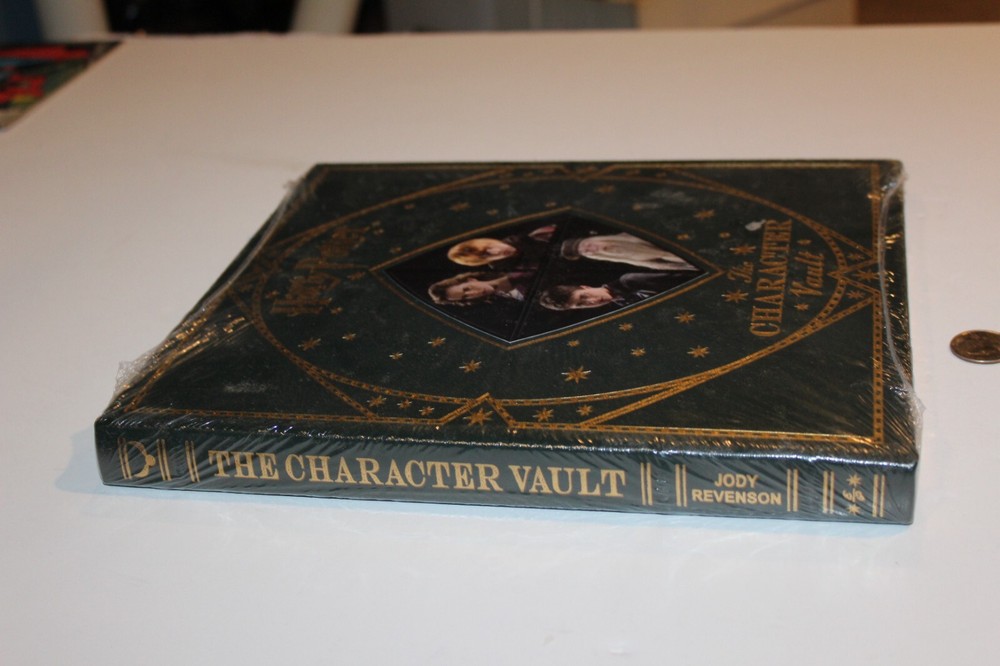 Harry Potter
The
CHARACTER
Vault
THE CHARACTER VAULT
JODY
REVENSON